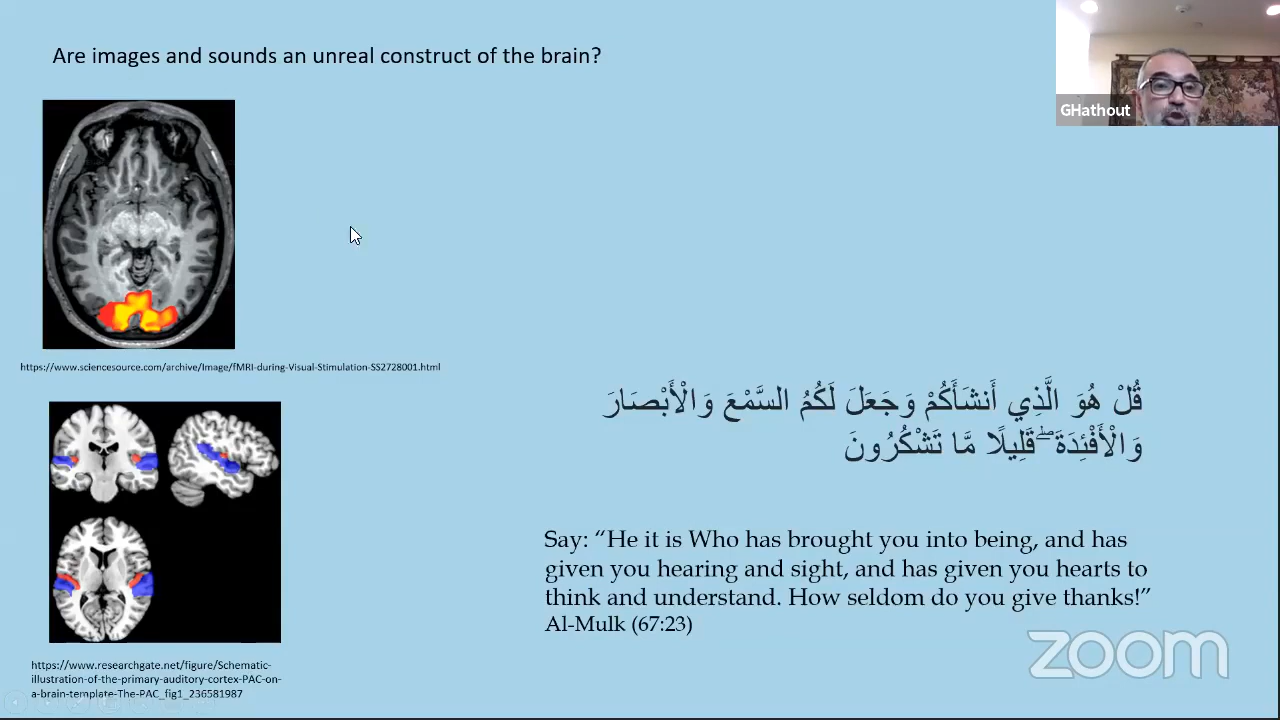 Are images and sounds an unreal construct of the brain?
GHathout
https://www.sciencesource.com/archive/Image/fMRI-during-Visual-Stimulation-SS2728001.html
قُلْ هُوَ الَّذِي أَنشَأَكُمْ وَجَعَلَ لَكُمُ السَّمْعَ وَالْأَبْصَارَ
وَالْأَفْئِدَةَ ۖ قَلِيلًا مَّا تَشْكُرُونَ
Say: “He it is Who has brought you into being, and has
given you hearing and sight, and has given you hearts to
think and understand. How seldom do you give thanks!”
Al-Mulk (67:23)
https://www.researchgate.net/figure/Schematic-
illustration-of-the-primary-auditory-cortex-PAC-on-
a-brain-template-The-PAC_fig1_236581987
zoom